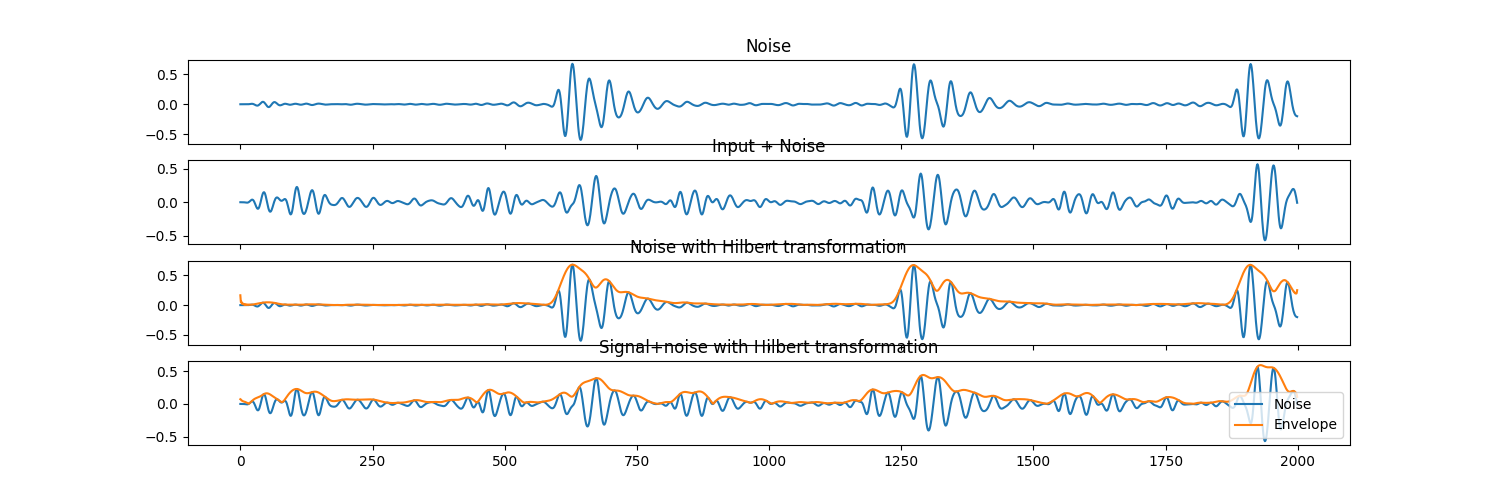 Noise
0.5
0.0
−0.5
Input + Noise
0.5
0.0
−0.5
Noise with Hilbert transformation
0.5
0.0
−0.5
Signal+noise with Hilbert transformation
0.5
0.0
−0.5
Noise
Envelope
0 250 500 750 1000 1250 1500 1750 2000